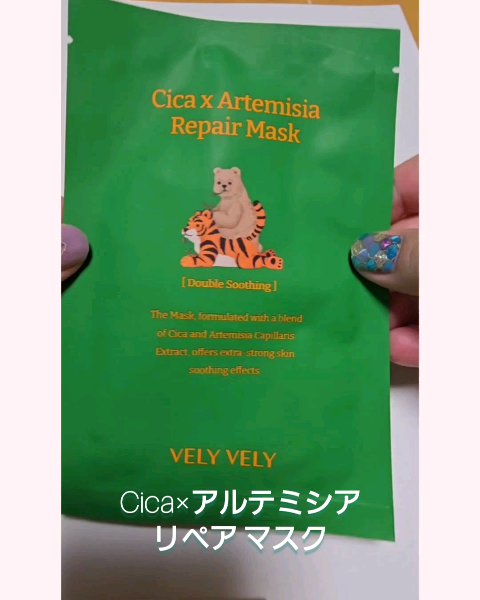 Cica x Artemisia
Repair Mask
[ Double Soothing ]
The Mask, formulated with a blend
of Cica and Artemisia Capillaris
Extract, offers extra-strong skin
soothing effects.
VELY VELY
Cica×アルテミシア
リペアマスク